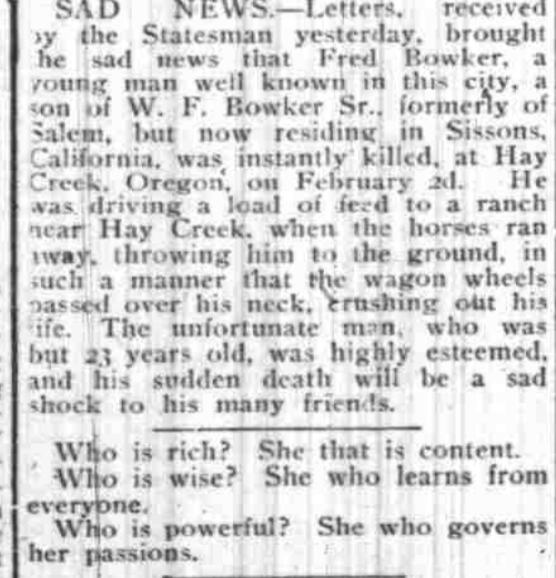 SAD NEWS.—Letters, received
by the Statesman yesterday, brought
the sad news that Fred Bowker, a
young man well known in this city, a
son of W. F. Bowker Sr., formerly of
Salem, but now residing in Sissons,
California, was instantly killed, at Hay
Creek, Oregon, on February 2d. He
was driving a load of feed to a ranch
near Hay Creek, when the horses ran
away, throwing him to the ground, in
such a manner that the wagon wheels
passed over his neck, crushing out his
life. The unfortunate man, who was
but 23 years old, was highly esteemed,
and his sudden death will be a sad
shock to his many friends.
Who is rich? She that is content.
Who is wise? She who learns from
everyone.
Who is powerful? She who governs
her passions.